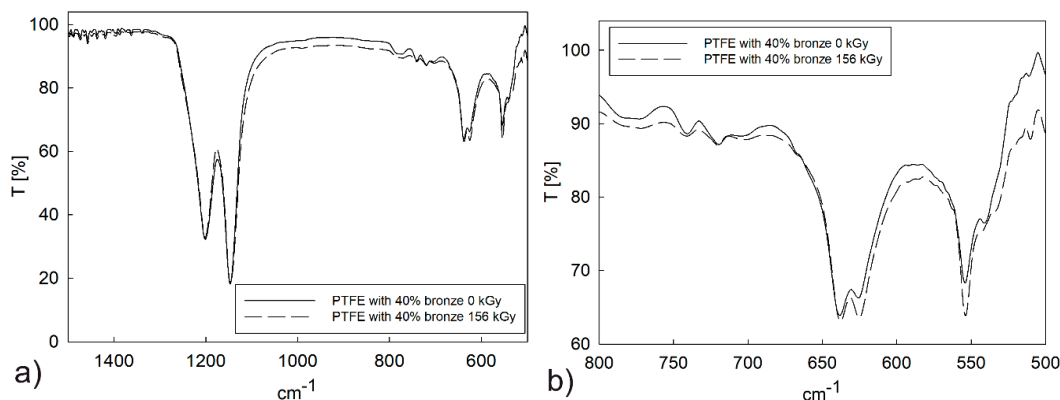 100
80
60
40
20
0
T [%]
1400
1200
1000
800
600
cm-1
PTFE with 40% bronze 0 kGy
PTFE with 40% bronze 156 kGy
a)
100
90
80
70
60
T [%]
800
750
700
650
600
550
500
cm-1
PTFE with 40% bronze 0 kGy
PTFE with 40% bronze 156 kGy
b)